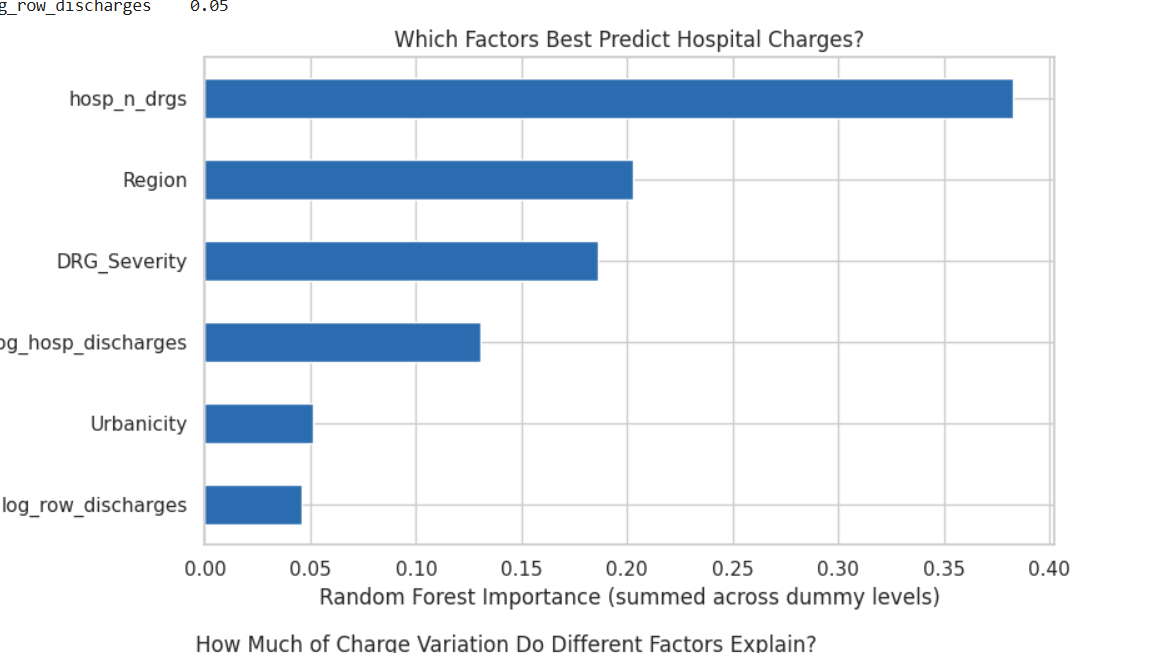 g_row_discharges 0.05
Which Factors Best Predict Hospital Charges?
hosp_n_drgs
Region
DRG_Severity
og_hosp_discharges
Urbanicity
log_row_discharges
0.00 0.05 0.10 0.15 0.20 0.25 0.30 0.35 0.40
Random Forest Importance (summed across dummy levels)
How Much of Charge Variation Do Different Factors Explain?